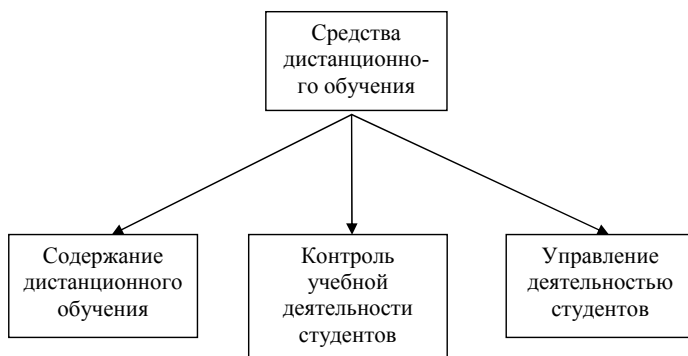 Средства
дистанционно-
го обучения
Содержание
дистанционного
обучения
Контроль
учебной
деятельности
студентов
Управление
деятельностью
студентов